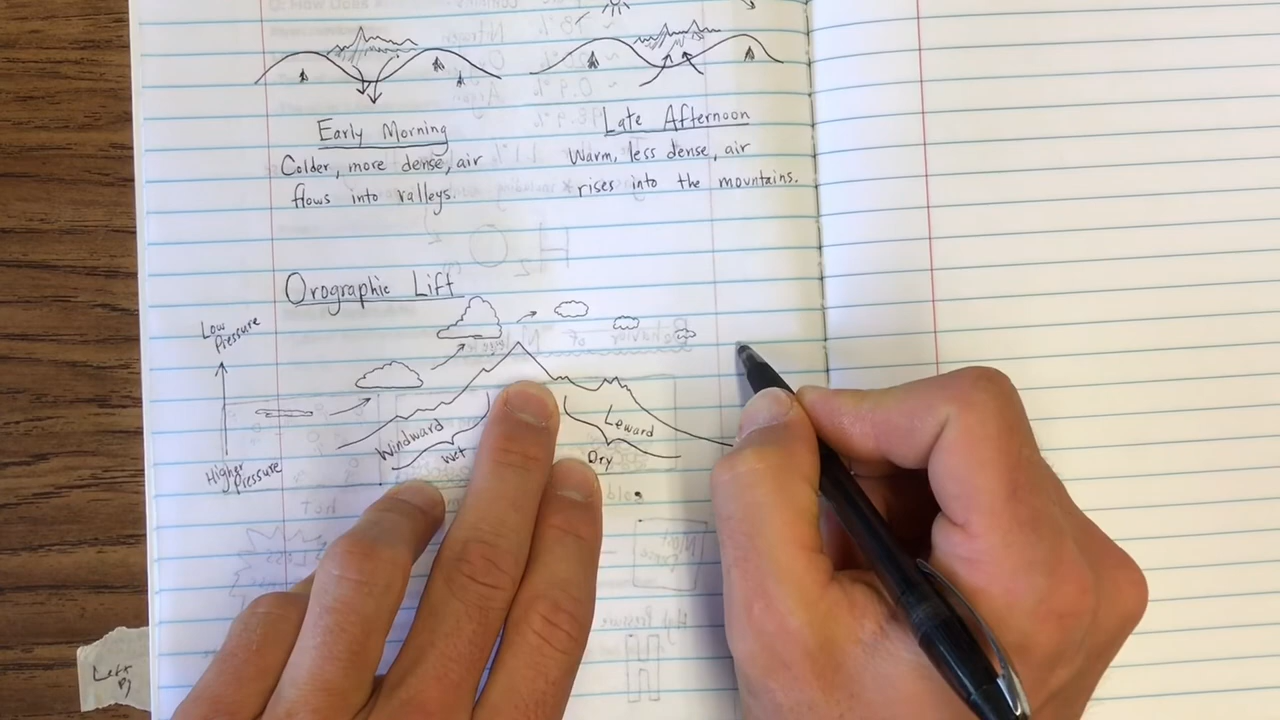 Early Morning
Colder, more dense, air
flows into valleys.
Late Afternoon
Warm, less dense, air
rises into the mountains.
Orographic Lift
Low
Pressure
Higher
Pressure
Windward
Wet
Leward
Dry